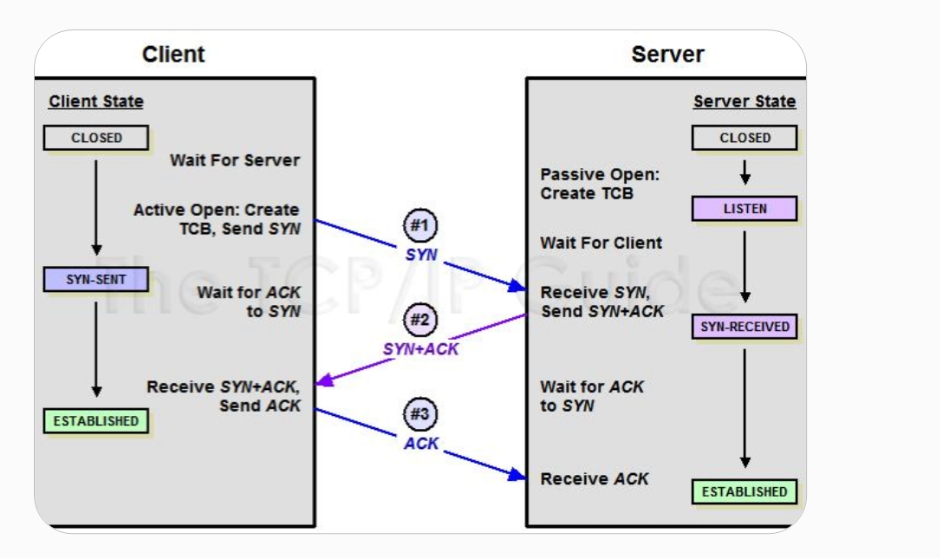 Client
Server
Client State
CLOSED
Wait For Server
Active Open: Create
TCB, Send SYN
SYN-SENT
Wait for ACK
to SYN
Receive SYN+ACK,
Send ACK
ESTABLISHED
#1
SYN
#2
SYN+ACK
#3
ACK
Server State
CLOSED
Passive Open:
Create TCB
LISTEN
Wait For Client
Receive SYN,
Send SYN+ACK
SYN-RECEIVED
Wait for ACK
to SYN
Receive ACK
ESTABLISHED
The TCP/IP Guide